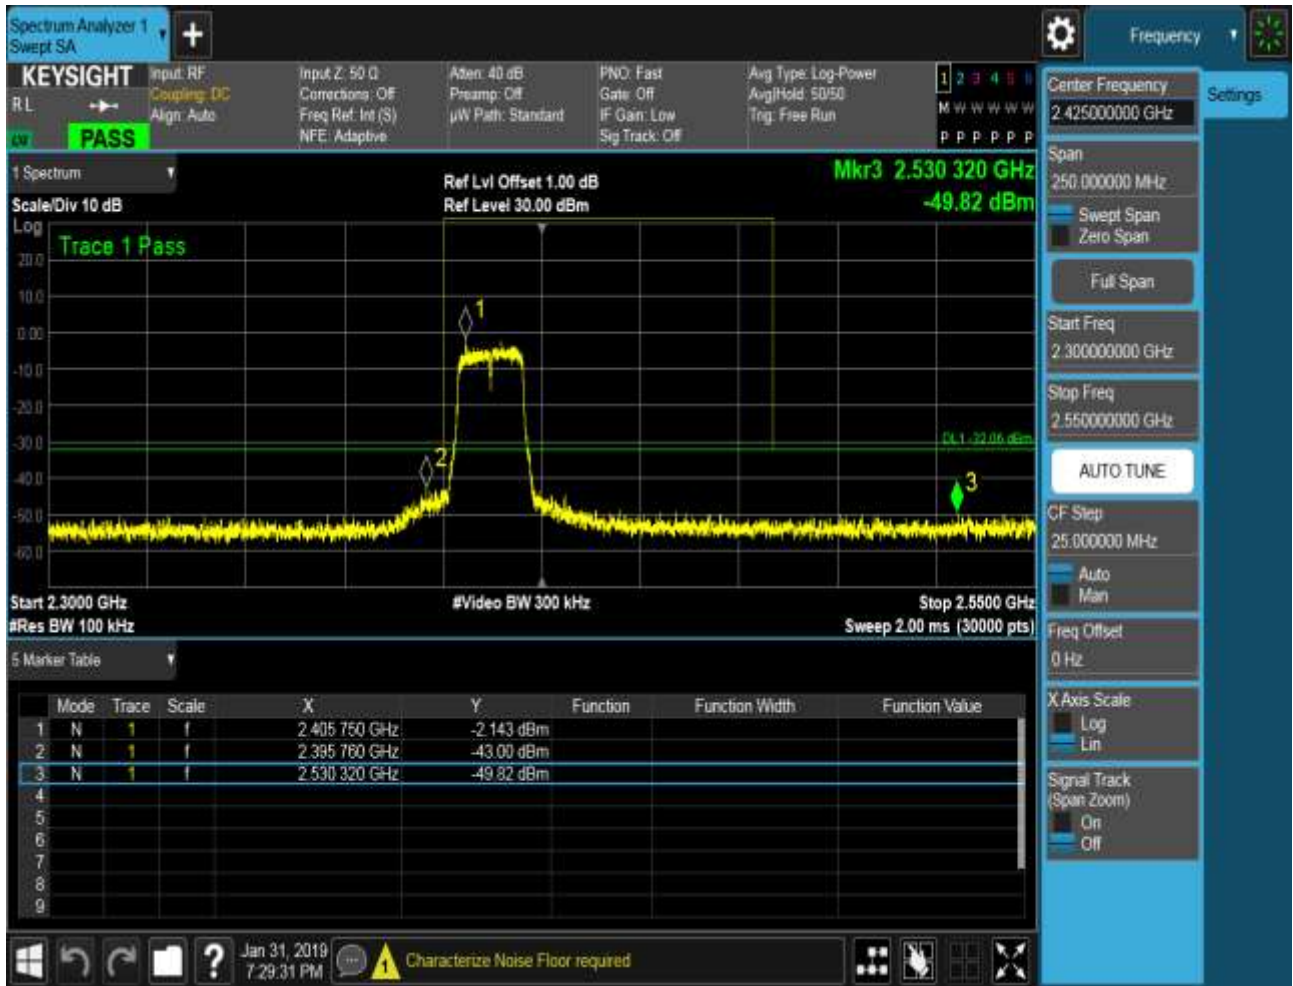 Spectrum Analyzer 1
Swept SA
Frequency
KEYSIGHT
R L
PASS
Input: RF
Coupling: DC
Align: Auto
Input Z: 50 Ω
Corrections: Off
Freq Ref: Int (S)
NFE: Adaptive
Atten: 40 dB
Preamp: Off
µW Path: Standard
PNO: Fast
Gate: Off
IF Gain: Low
Sig Track: Off
Avg Type: Log-Power
Avg|Hold: 50/50
Trig: Free Run
1 2 3 4 5 6
M W W W W W
P P P P P P
1 Spectrum
Scale/Div 10 dB
Ref Lvl Offset 1.00 dB
Ref Level 30.00 dBm
Mkr3 2.530 320 GHz
-49.82 dBm
Log
Trace 1 Pass
20.0
10.0
0.00
-10.0
-20.0
-30.0
-40.0
-50.0
-60.0
1
2
3
DL1 -32.06 dBm
Start 2.3000 GHz
#Video BW 300 kHz
Stop 2.5500 GHz
#Res BW 100 kHz
Sweep 2.00 ms (30000 pts)
5 Marker Table
Mode Trace Scale X Y Function Function Width Function Value
1 N 1 f 2.405 750 GHz -2.143 dBm
2 N 1 f 2.395 760 GHz -43.00 dBm
3 N 1 f 2.530 320 GHz -49.82 dBm
4
5
6
7
8
9
Jan 31, 2019
7:29:31 PM
1
Characterize Noise Floor required
Settings
Center Frequency
2.425000000 GHz
Span
250.000000 MHz
Swept Span
Zero Span
Full Span
Start Freq
2.300000000 GHz
Stop Freq
2.550000000 GHz
AUTO TUNE
CF Step
25.000000 MHz
Auto
Man
Freq Offset
0 Hz
X Axis Scale
Log
Lin
Signal Track
(Span Zoom)
On
Off